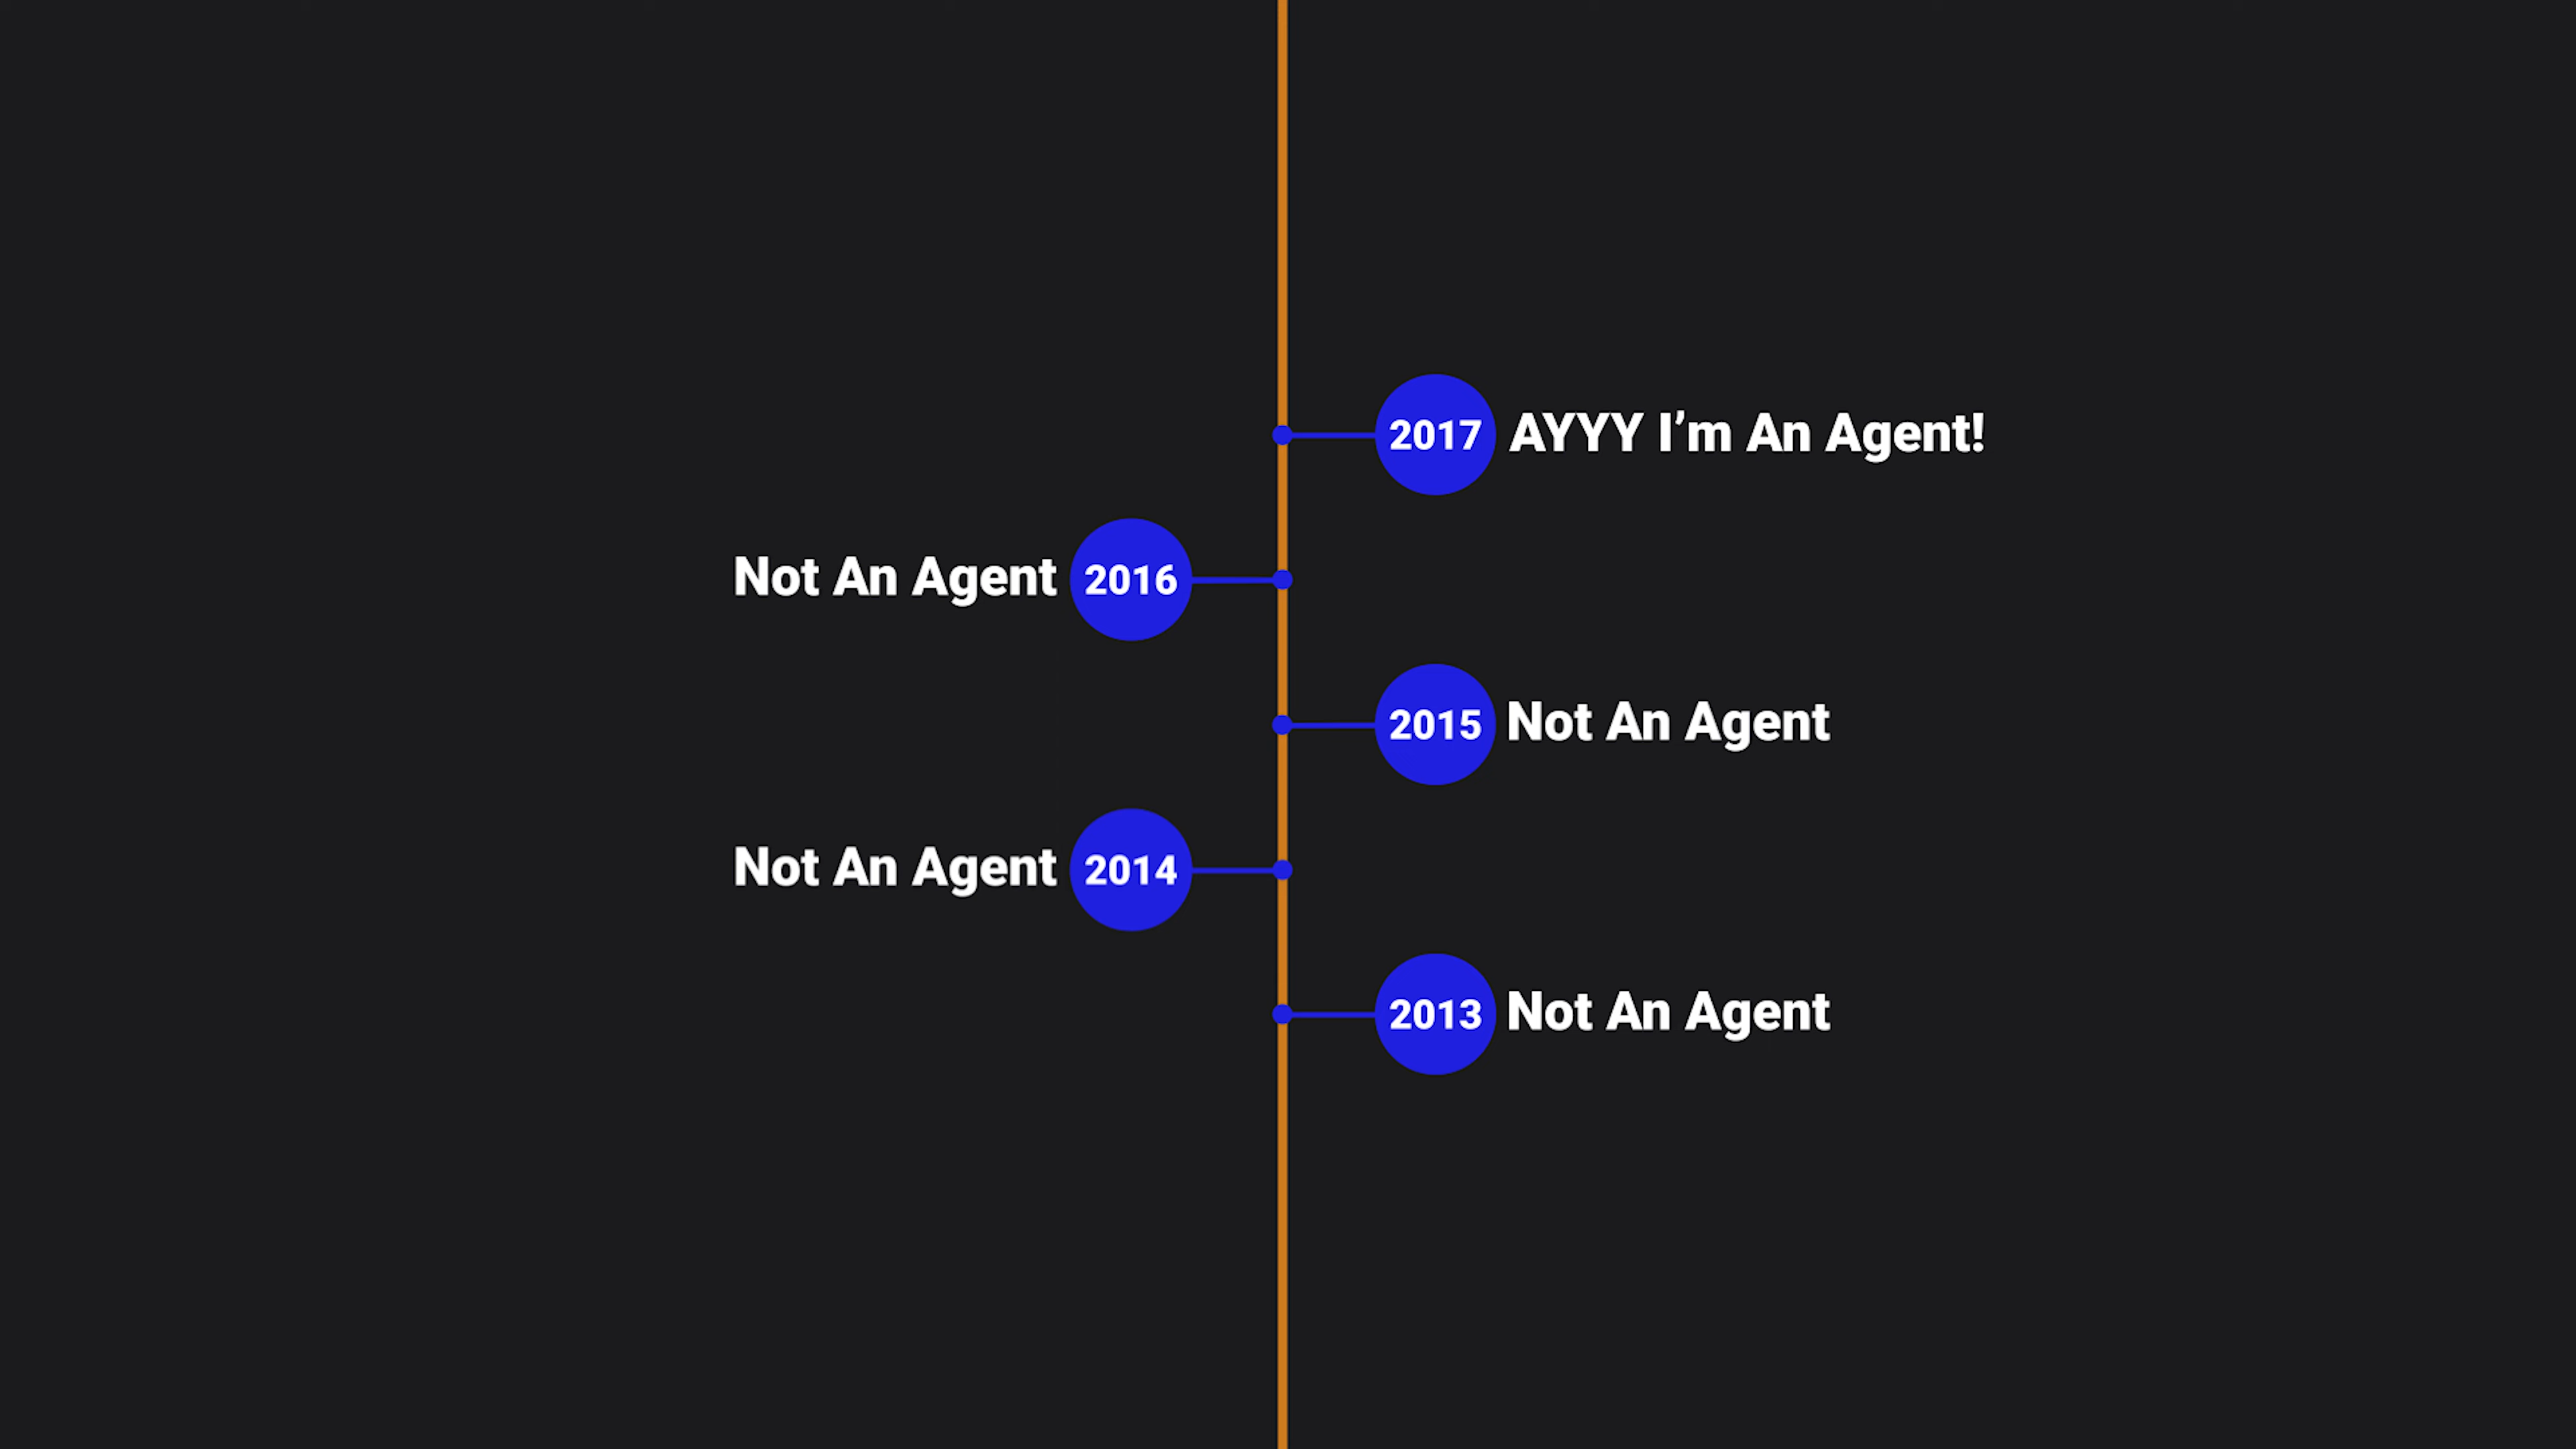 2017 AYYY I’m An Agent!
Not An Agent 2016
2015 Not An Agent
Not An Agent 2014
2013 Not An Agent